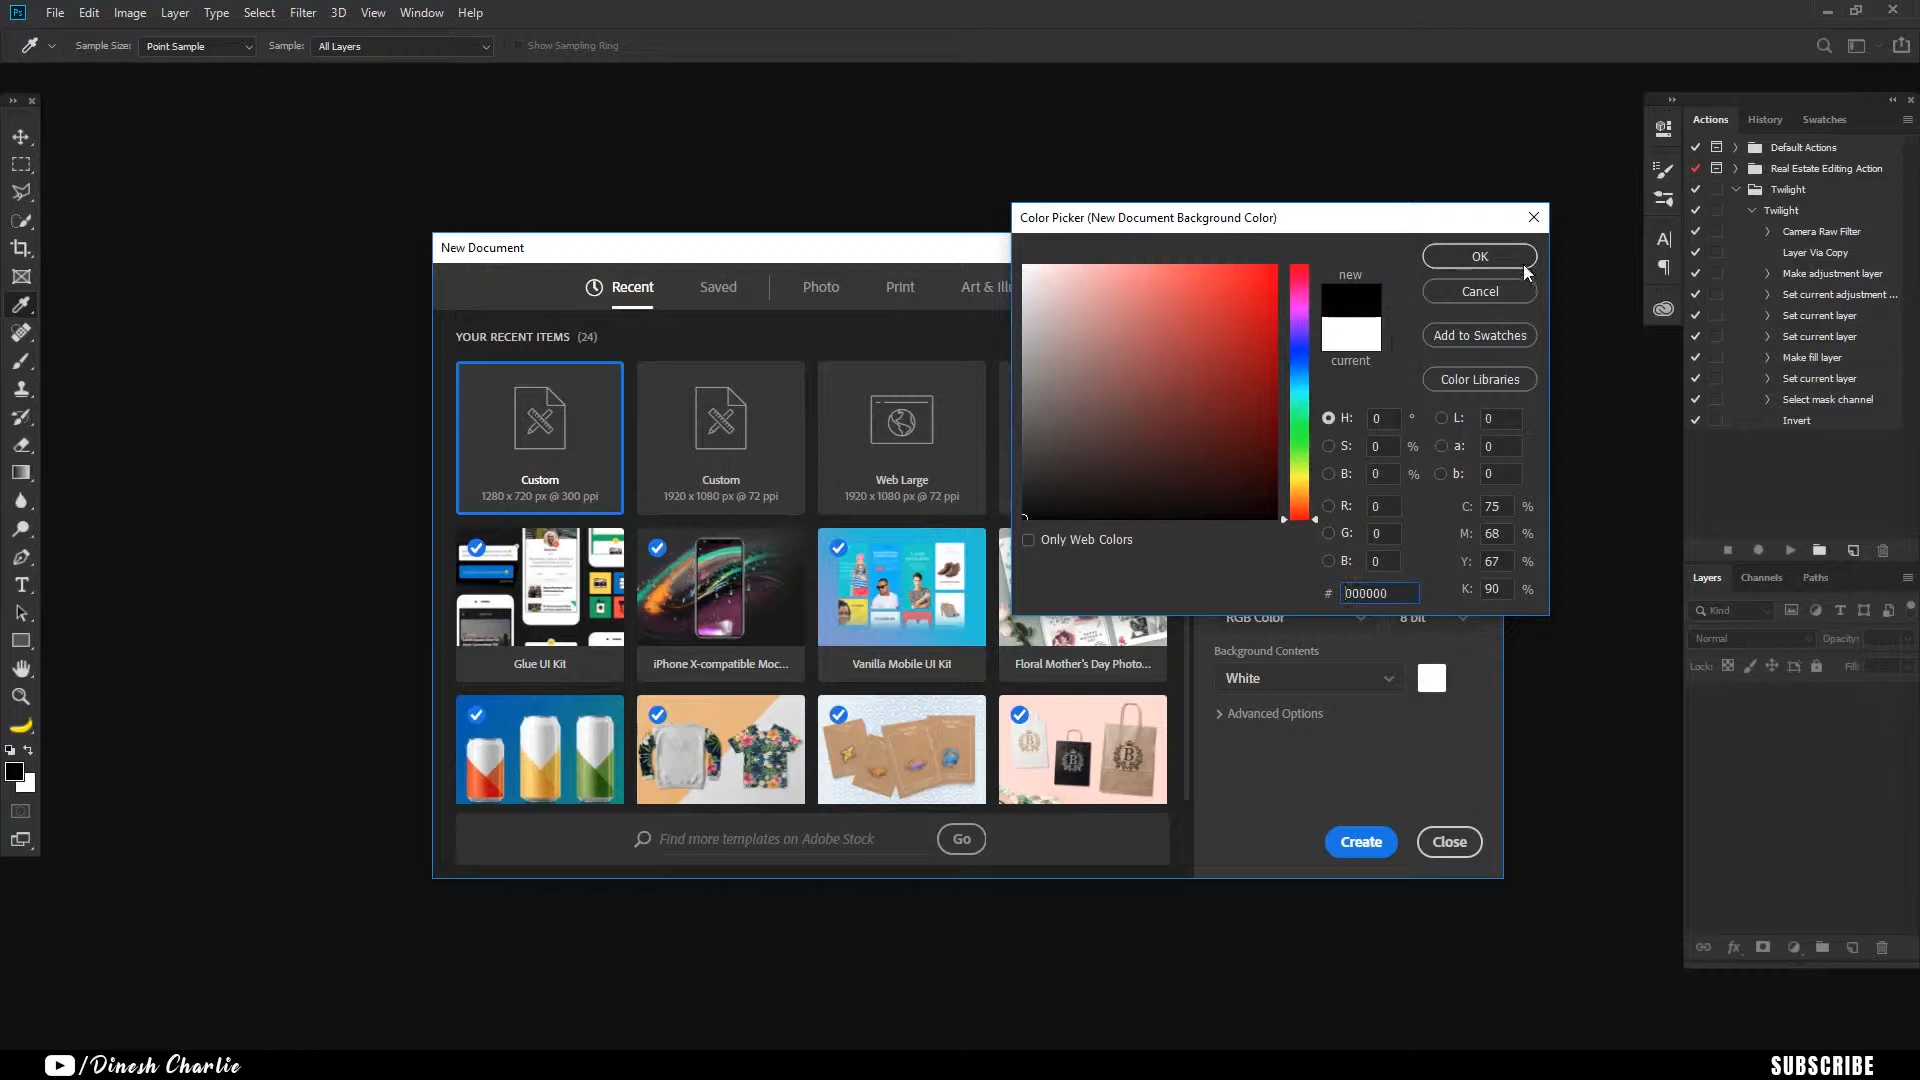 Ps File Edit Image Layer Type Select Filter 3D View Window Help
Sample Size: Point Sample Sample: All Layers Show Sampling Ring
Actions History Swatches
Default Actions
Real Estate Editing Action
Twilight
Twilight
Camera Raw Filter
Layer Via Copy
Make adjustment layer
Set current adjustment ...
Set current layer
Set current layer
Make fill layer
Set current layer
Select mask channel
Invert
Layers Channels Paths
Kind
Normal Opacity:
Lock: Fill:
New Document
Recent Saved Photo Print Art & Illu
YOUR RECENT ITEMS (24)
Custom
1280 x 720 px @ 300 ppi
Custom
1920 x 1080 px @ 72 ppi
Web Large
1920 x 1080 px @ 72 ppi
Glue UI Kit
iPhone X-compatible Moc...
Vanilla Mobile UI Kit
Floral Mother's Day Photo...
B B B
Find more templates on Adobe Stock Go
Color Picker (New Document Background Color)
new
current
OK
Cancel
Add to Swatches
Color Libraries
H: 0 ° L: 0
S: 0 % a: 0
B: 0 % b: 0
R: 0 C: 75 %
G: 0 M: 68 %
B: 0 Y: 67 %
# 000000 K: 90 %
Only Web Colors
RGB Color 8 bit
Background Contents
White
Advanced Options
Create Close
/Dinesh Charlie
SUBSCRIBE